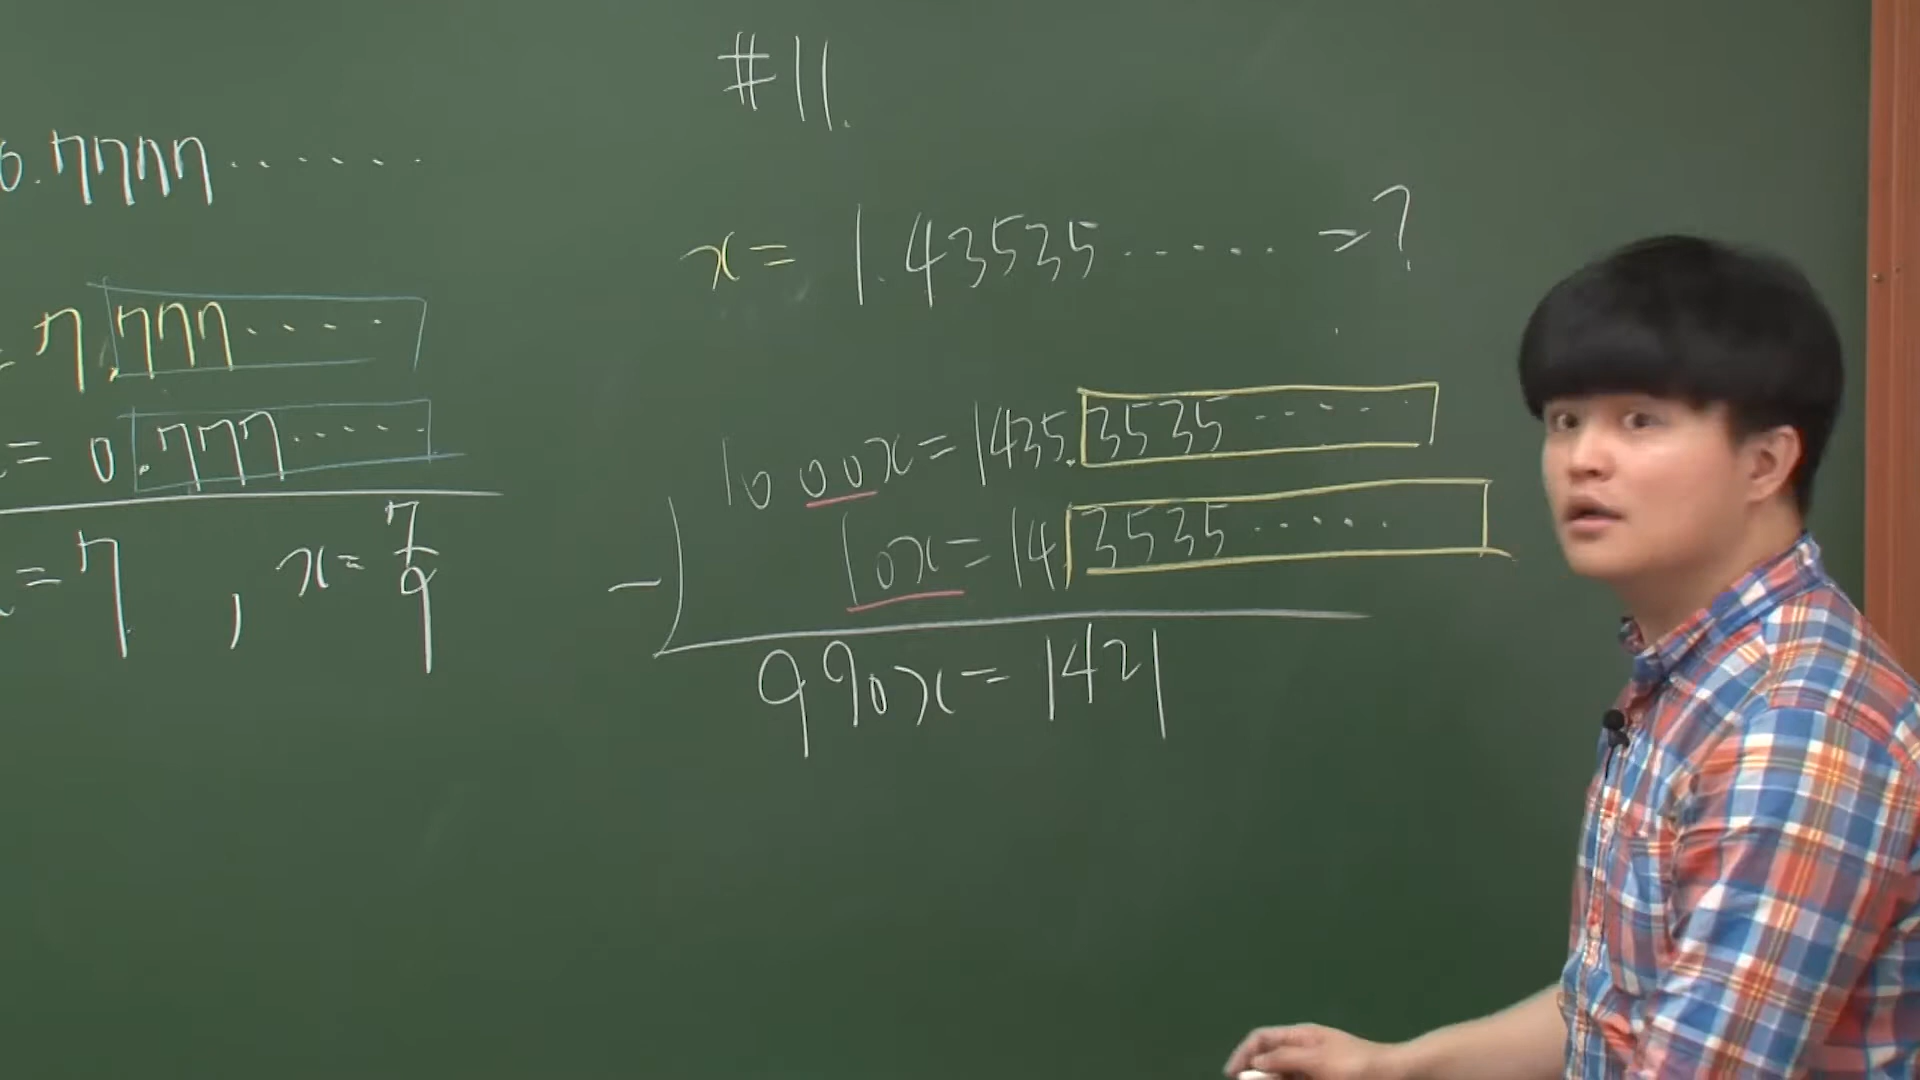 0.7777.......
= 7.777.....
= 0.777.....
= 7 , x = 7/9
#11.
x = 1.43535..... = ?
1000x = 1435.3535.....
-) 10x = 14.3535.....
990x = 1421